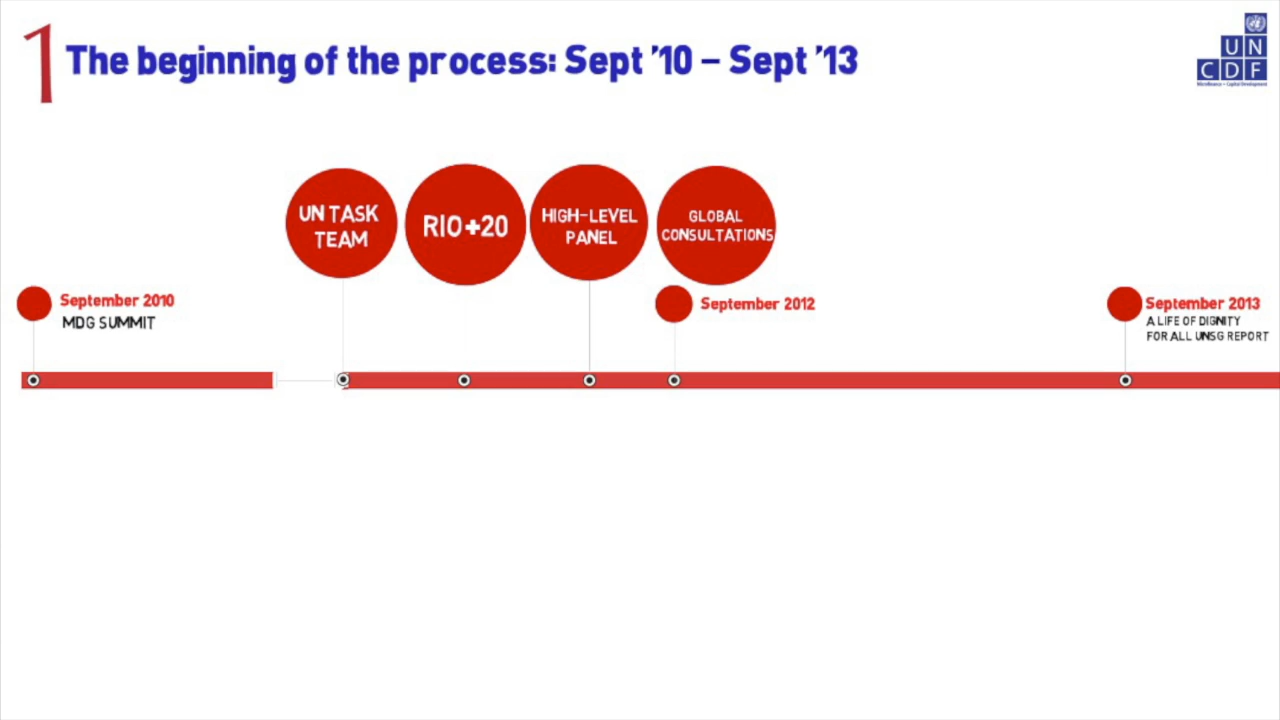 1
The beginning of the process: Sept '10 – Sept '13
UN
CDF
UN TASK
TEAM
RIO+20
HIGH-LEVEL
PANEL
GLOBAL
CONSULTATIONS
September 2010
MDG SUMMIT
September 2012
September 2013
A LIFE OF DIGNITY
FOR ALL UNSG REPORT